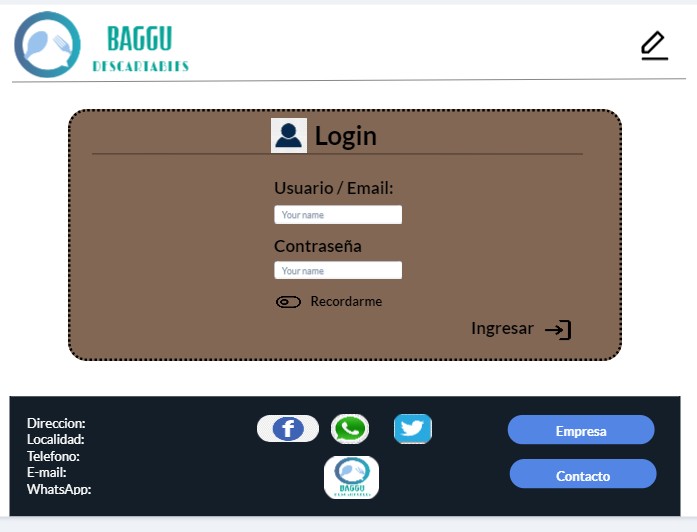 BAGGU
DESCARTABLES
Login
Usuario / Email:
Your name
Contraseña
Your name
Recordarme
Ingresar
Direccion:
Localidad:
Telefono:
E-mail:
WhatsApp:
f
BAGGU
Empresa
Contacto